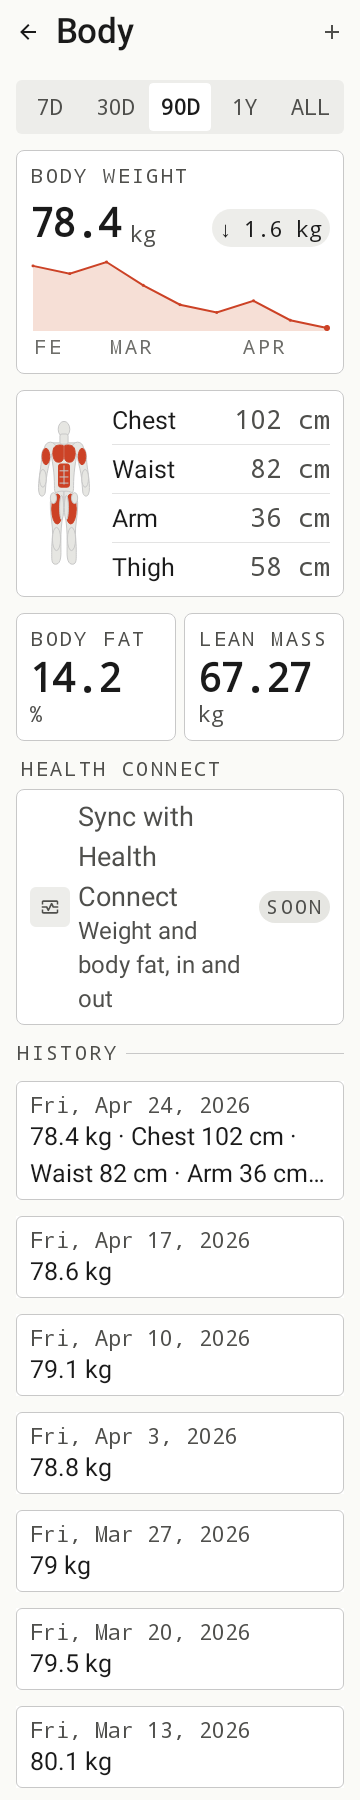 Body
7D 30D 90D 1Y ALL
BODY WEIGHT
78.4 kg ↓ 1.6 kg
FE MAR APR
Chest 102 cm
Waist 82 cm
Arm 36 cm
Thigh 58 cm
BODY FAT
14.2
%
LEAN MASS
67.27
kg
HEALTH CONNECT
Sync with
Health
Connect
Weight and
body fat, in and
out
SOON
HISTORY
Fri, Apr 24, 2026
78.4 kg · Chest 102 cm ·
Waist 82 cm · Arm 36 cm…
Fri, Apr 17, 2026
78.6 kg
Fri, Apr 10, 2026
79.1 kg
Fri, Apr 3, 2026
78.8 kg
Fri, Mar 27, 2026
79 kg
Fri, Mar 20, 2026
79.5 kg
Fri, Mar 13, 2026
80.1 kg